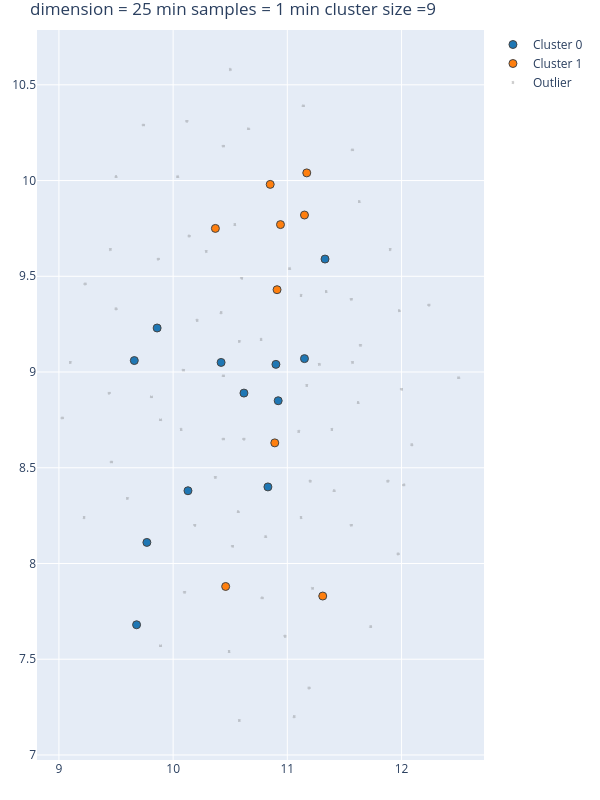 dimension = 25 min samples = 1 min cluster size =9
Cluster 0
Cluster 1
Outlier
10.5
10
9.5
9
8.5
8
7.5
7
9 10 11 12